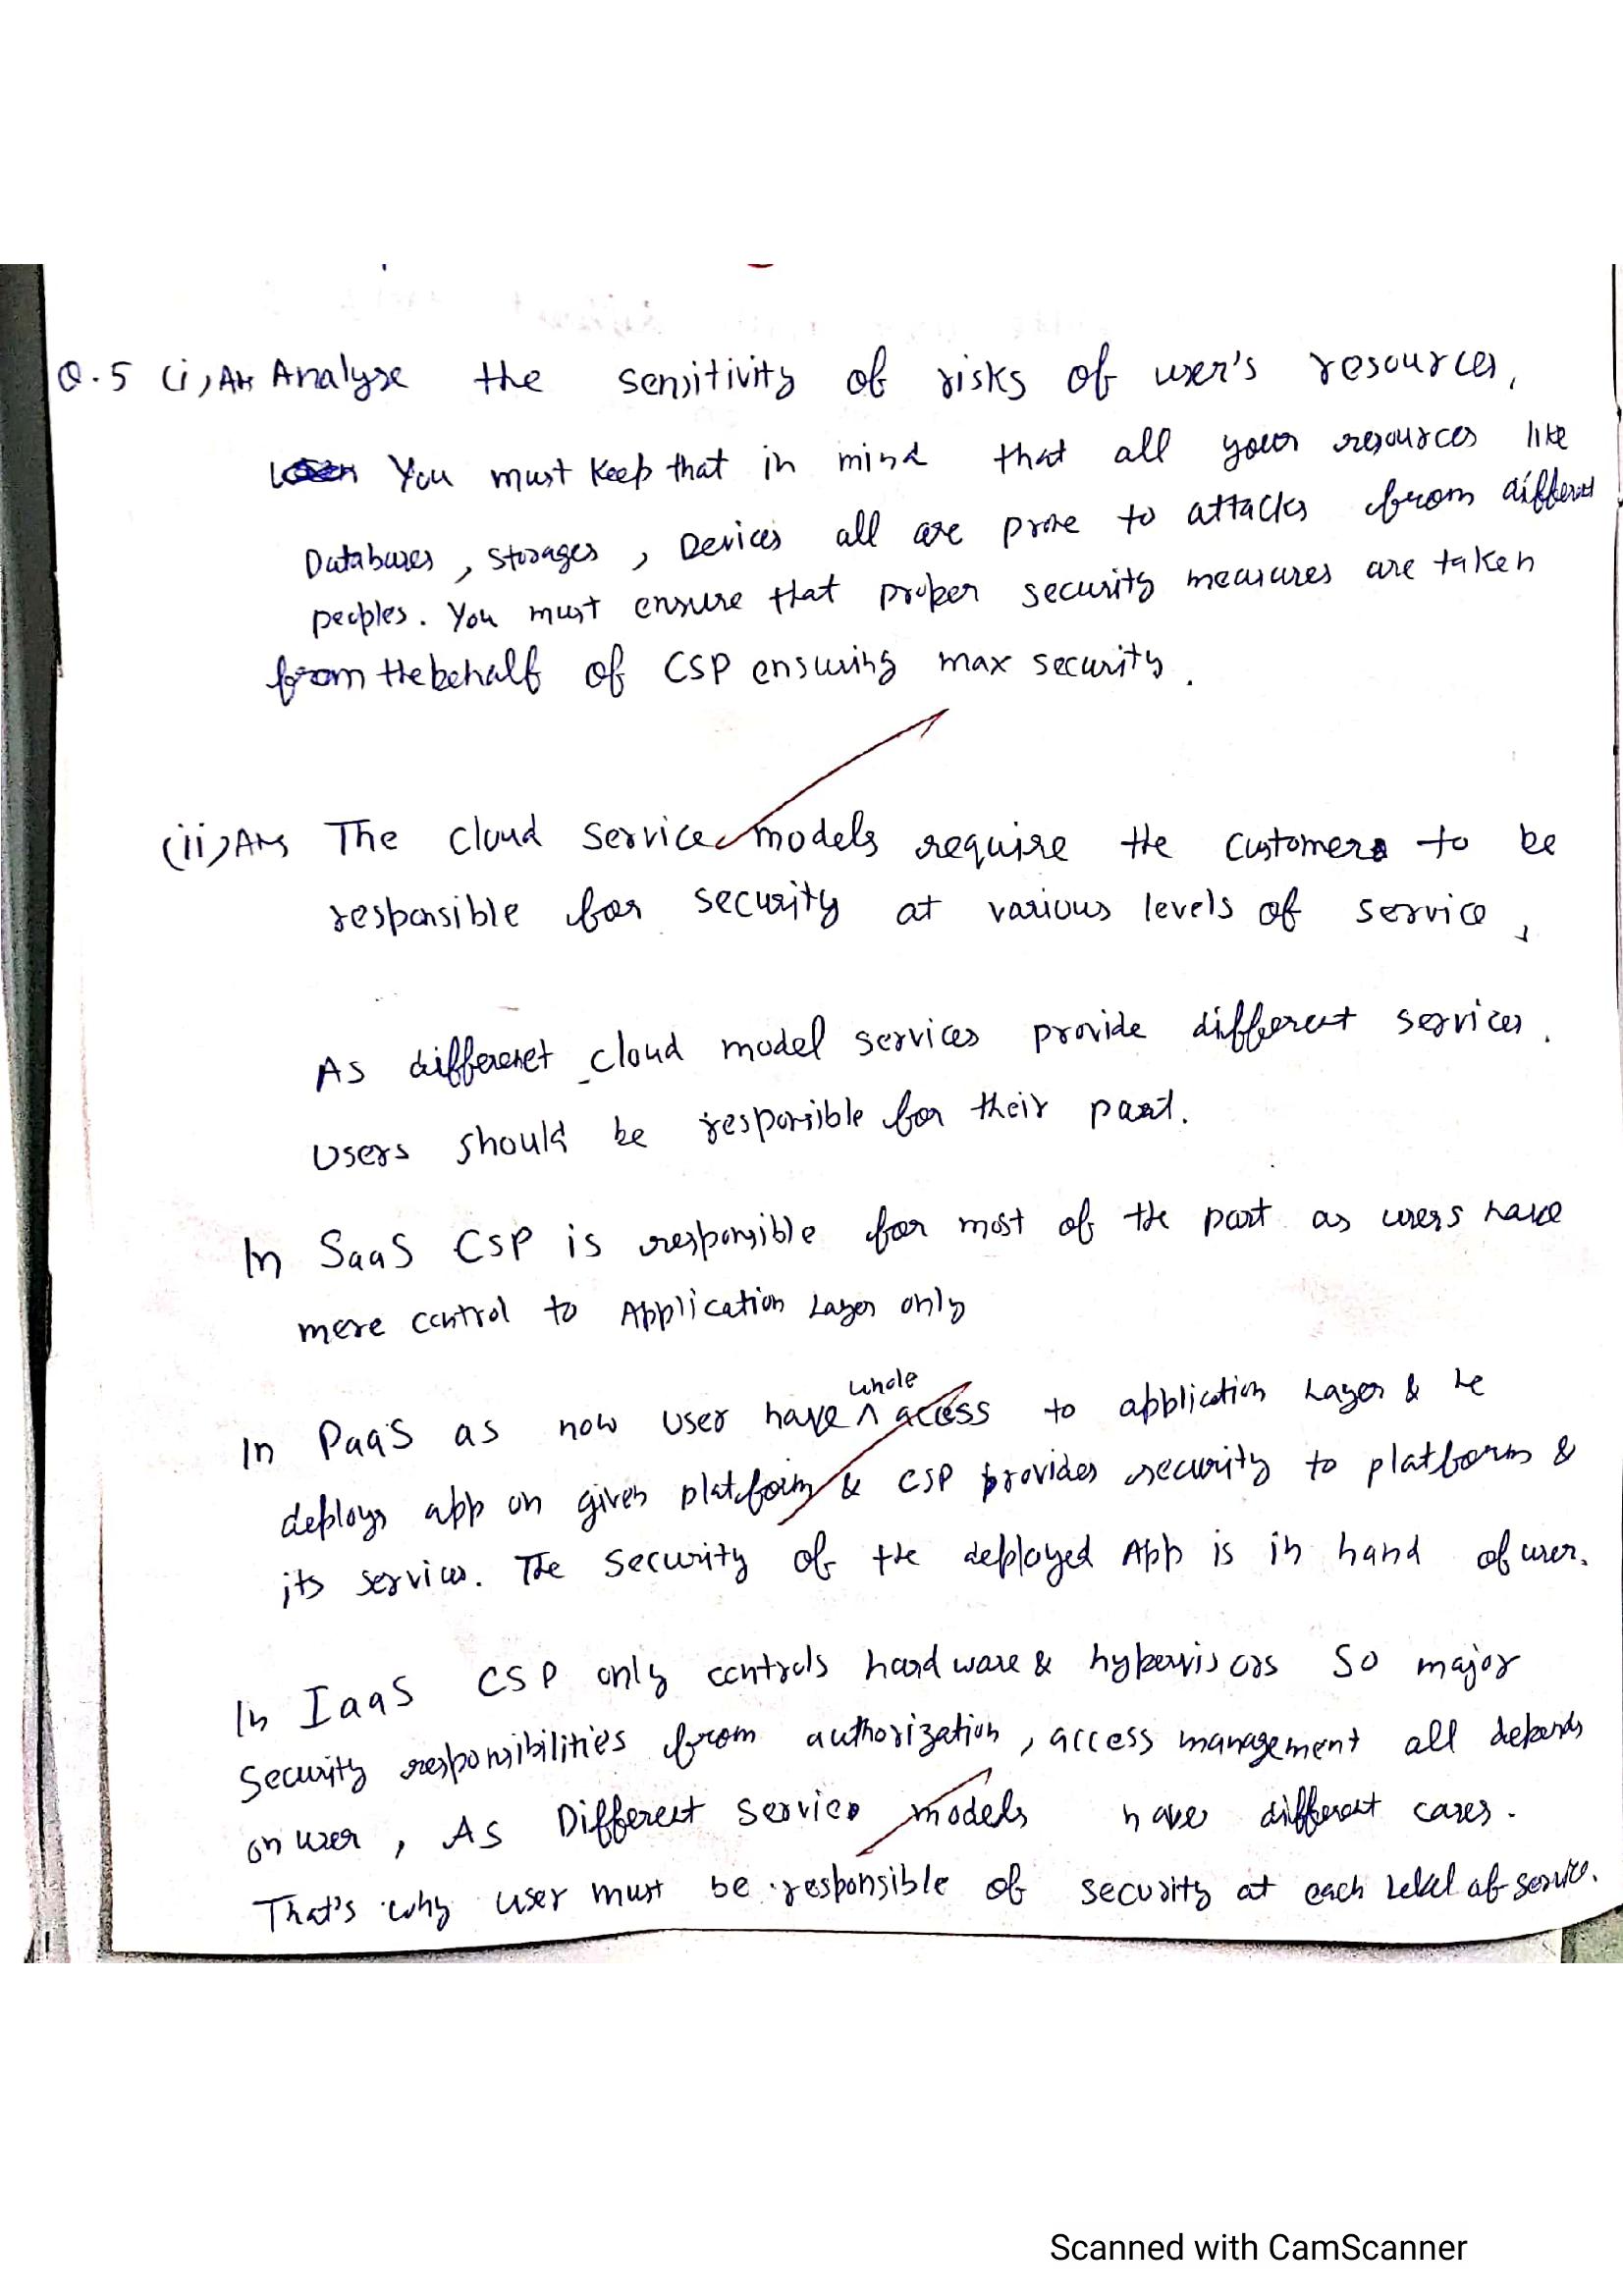 Q.5 (i) Ans Analyse the sensitivity of risks of user's resources,
You must keep that in mind that all your resources like
Databases, storages, Devices all are prone to attacks from different
peoples. You must ensure that proper security measures are taken
from the behalf of CSP ensuring max security.
(ii) Ans The cloud service models require the customers to be
responsible for security at various levels of service,
As differenet cloud model services provide different services.
Users should be responsible for their part.
In SaaS CSP is responsible for most of the part as users have
mere control to Application Layer only
whole
In PaaS as now user have ^ access to application Layer & he
deploys app on given platform & CSP provides security to platform &
its services. The security of the deployed App is in hand of user.
In IaaS CSP only controls hardware & hypervisors So major
Security responsibilities from authorization, access management all depends
on user, As Different service models have different cases.
That's why user must be responsible of security at each level of service.
Scanned with CamScanner